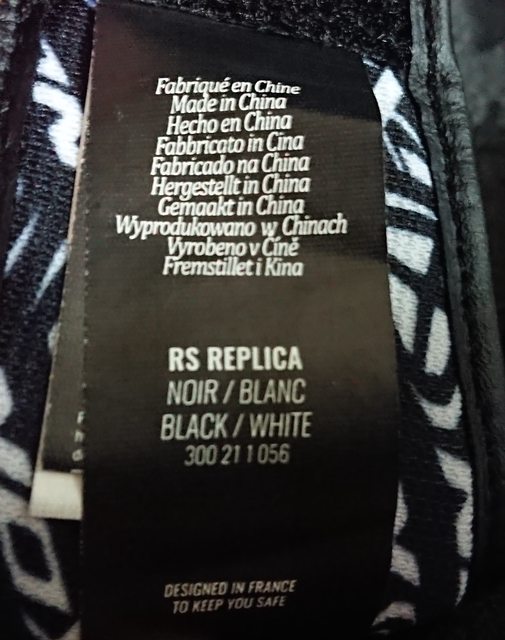 Fabriqué en Chine
Made in China
Hecho en China
Fabbricato in Cina
Fabricado na China
Hergestellt in China
Gemaakt in China
Wyprodukowano w Chinach
Vyrobeno v Číně
Fremstillet i Kina
RS REPLICA
NOIR / BLANC
BLACK / WHITE
300 21 1 056
DESIGNED IN FRANCE
TO KEEP YOU SAFE